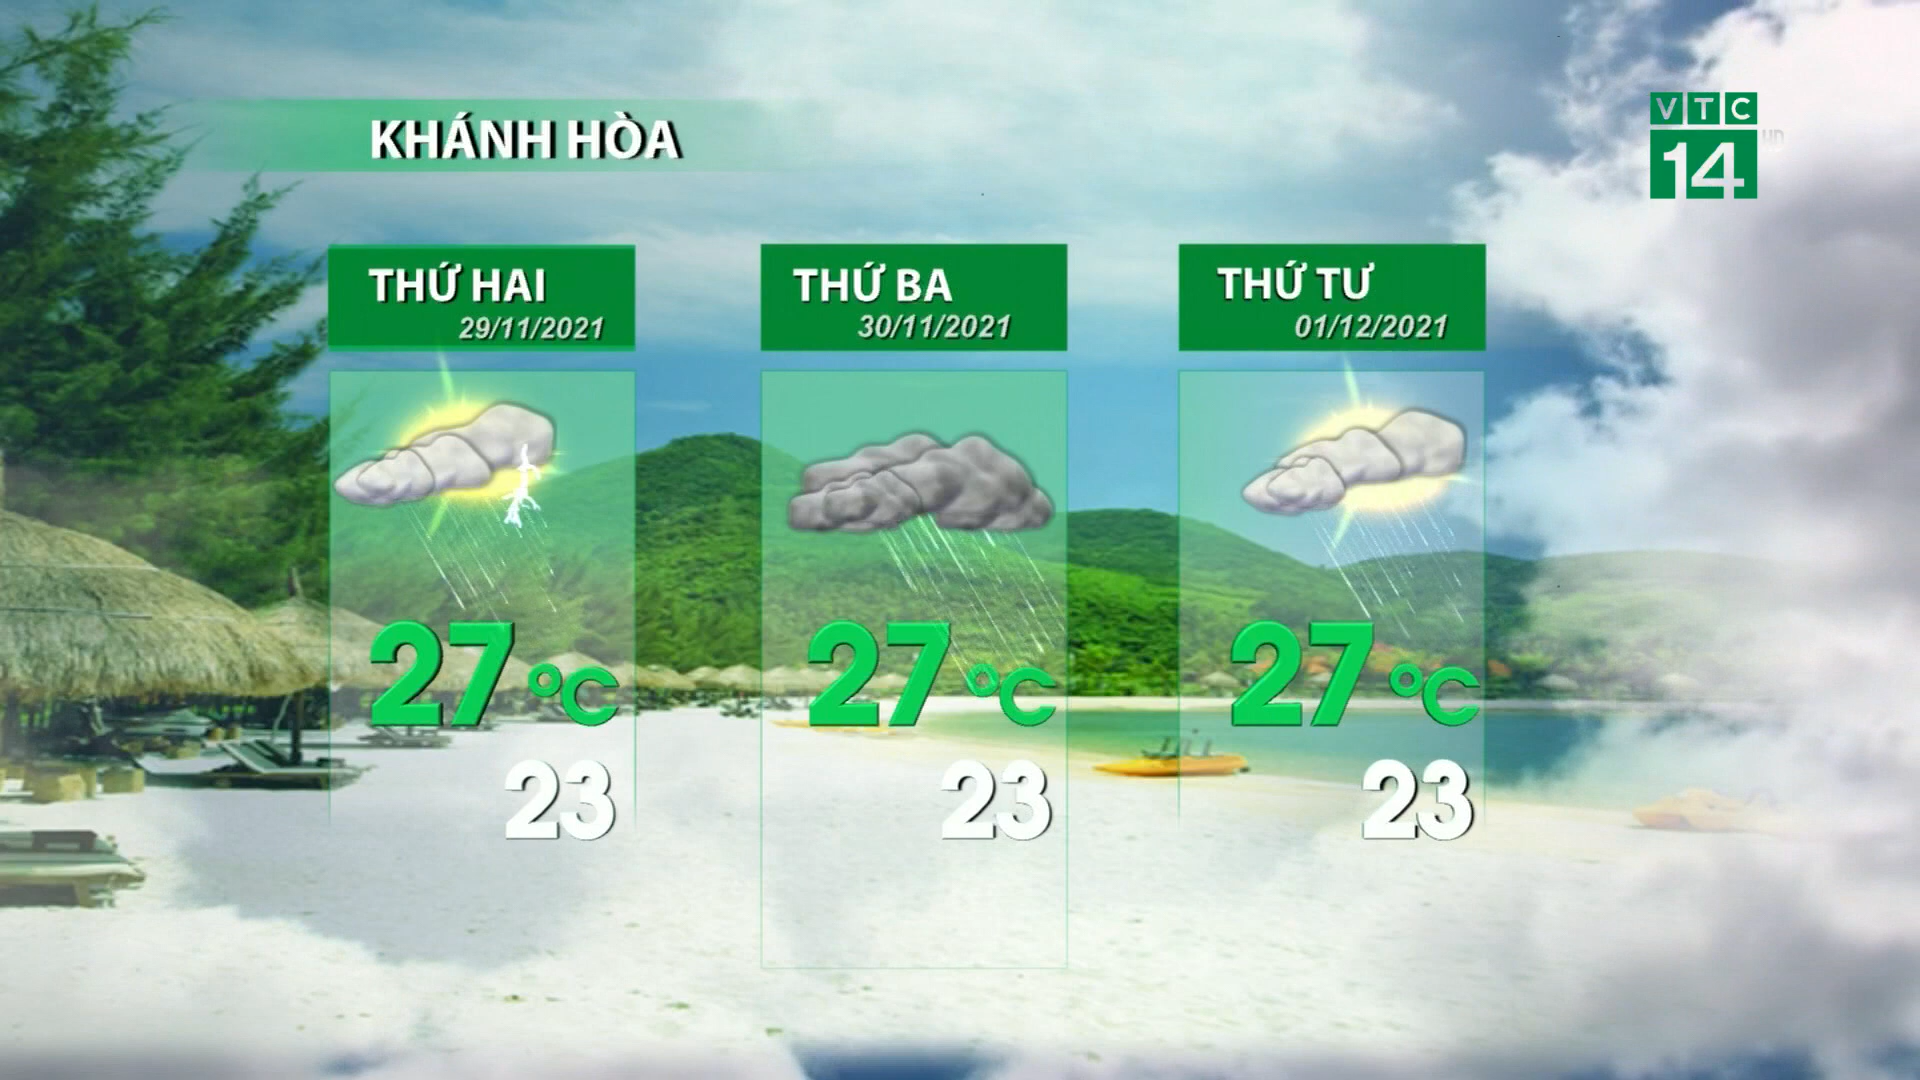 KHÁNH HÒA
VTC
14
HD
THỨ HAI
29/11/2021
THỨ BA
30/11/2021
THỨ TƯ
01/12/2021
27°C
27°C
27°C
23
23
23